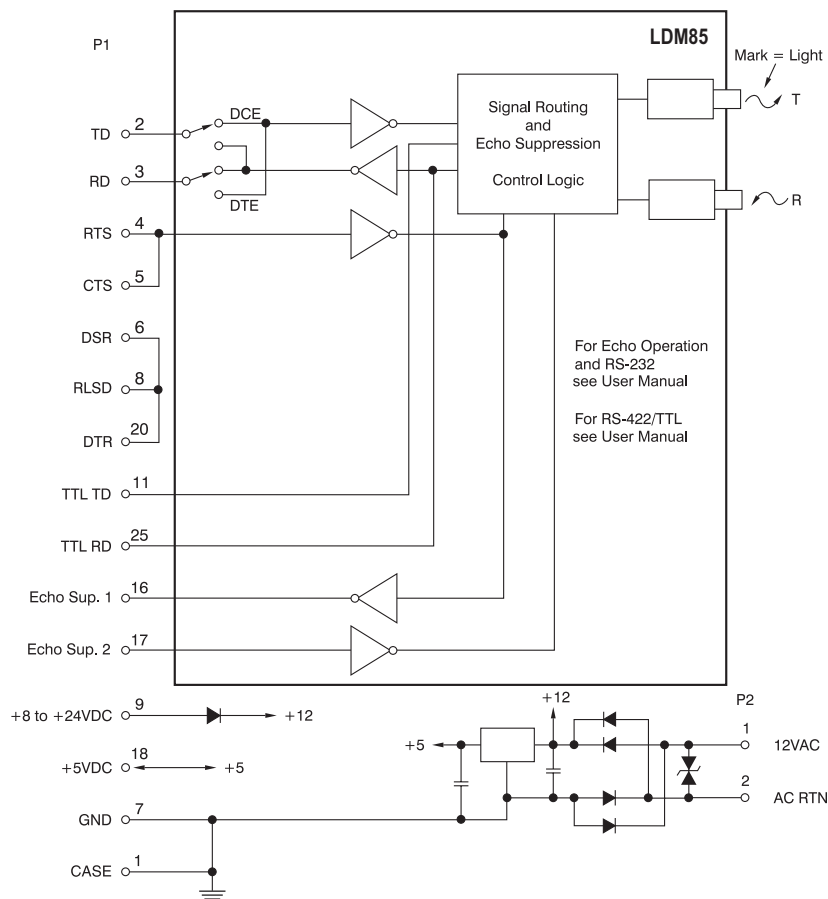 P1
LDM85
Mark = Light
T
R
Signal Routing
and
Echo Suppression
Control Logic
DCE
DTE
TD 2
RD 3
RTS 4
CTS 5
DSR 6
RLSD 8
DTR 20
TTL TD 11
TTL RD 25
Echo Sup. 1 16
Echo Sup. 2 17
For Echo Operation
and RS-232
see User Manual
For RS-422/TTL
see User Manual
+8 to +24VDC 9 +12
+5VDC 18 +5
GND 7
CASE 1
+12
+5
P2
1 12VAC
2 AC RTN